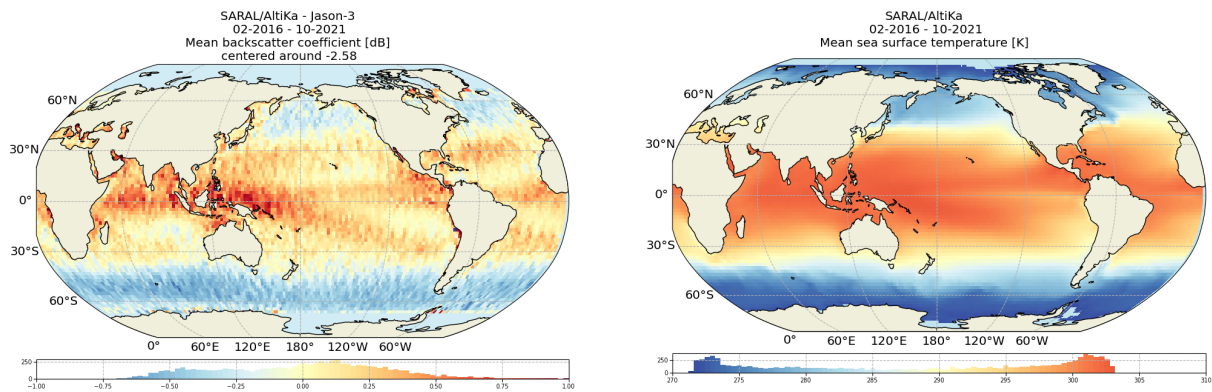 SARAL/AltiKa - Jason-3
02-2016 - 10-2021
Mean backscatter coefficient [dB]
centered around -2.58
60°N
30°N
0°
30°S
60°S
0° 60°E 120°E 180° 120°W 60°W
250
0
−1.00 −0.75 −0.50 −0.25 0.00 0.25 0.50 0.75 1.00
SARAL/AltiKa
02-2016 - 10-2021
Mean sea surface temperature [K]
60°N
30°N
0°
30°S
60°S
0° 60°E 120°E 180° 120°W 60°W
250
0
270 275 280 285 290 295 300 305 310